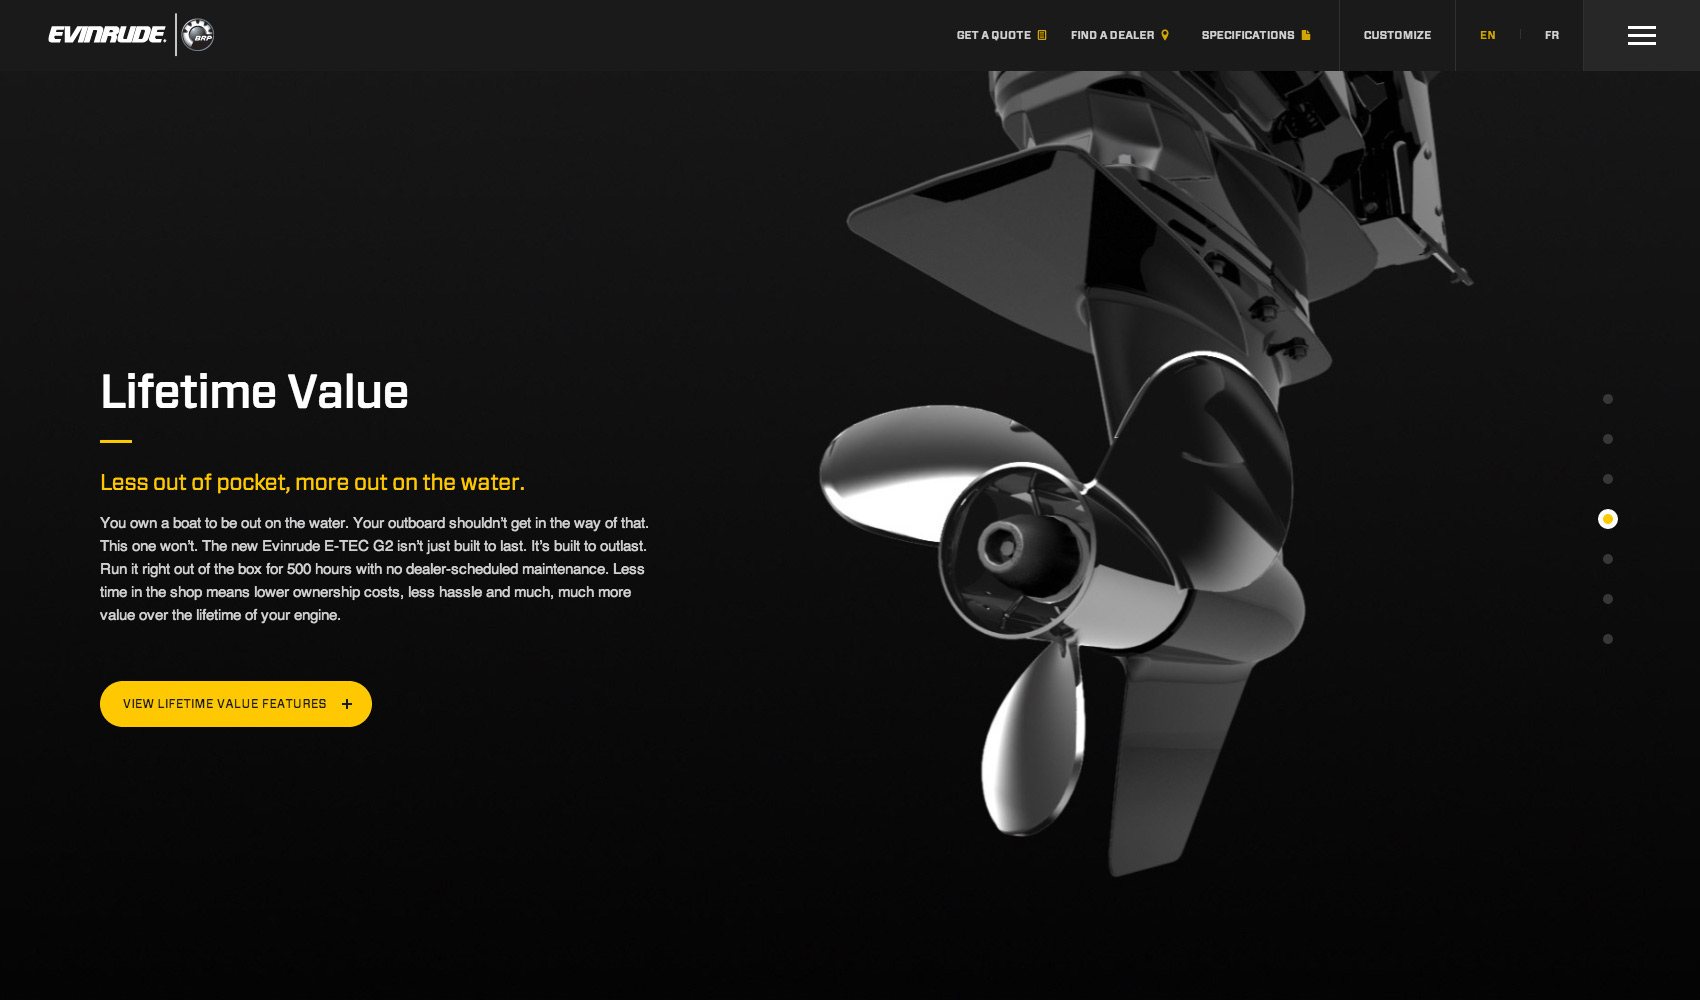 EVINRUDE.
BRP
GET A QUOTE
FIND A DEALER
SPECIFICATIONS
CUSTOMIZE
EN
FR
Lifetime Value
Less out of pocket, more out on the water.
You own a boat to be out on the water. Your outboard shouldn't get in the way of that.
This one won't. The new Evinrude E-TEC G2 isn't just built to last. It's built to outlast.
Run it right out of the box for 500 hours with no dealer-scheduled maintenance. Less
time in the shop means lower ownership costs, less hassle and much, much more
value over the lifetime of your engine.
VIEW LIFETIME VALUE FEATURES +